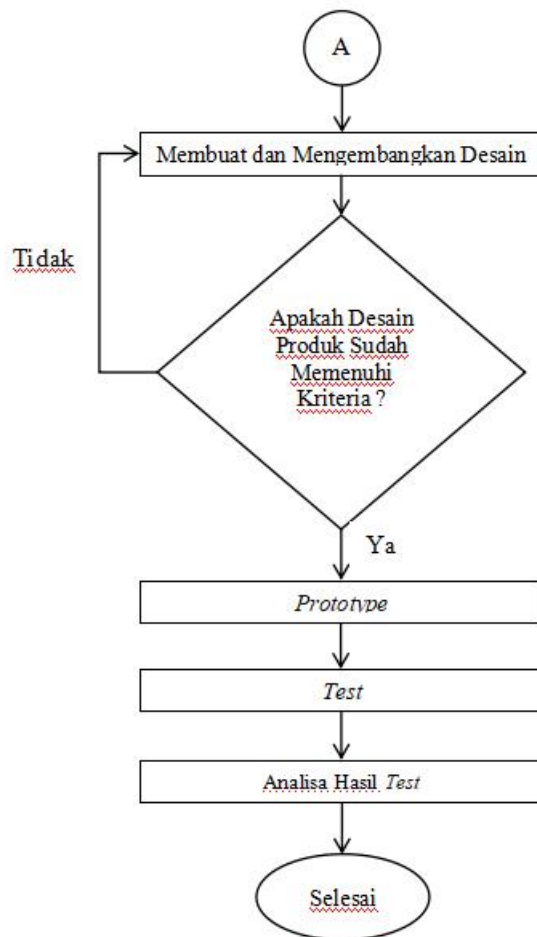 A
Membuat dan Mengembangkan Desain
Tidak
Apakah Desain
Produk Sudah
Memenuhi
Kriteria ?
Ya
Prototype
Test
Analisa Hasil Test
Selesai